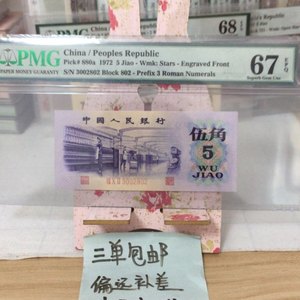 68
PMG
China / Peoples Republic
Pick# 880a 1972 5 Jiao - Wmk: Stars - Engraved Front
S/N 3002802 Block 802 - Prefix 3 Roman Numerals
67 EPQ
Superb Gem Unc
PAPER MONEY GUARANTY
中國人民银行
伍角
5
WU
JIAO
3002802
三单包邮
偏远补差